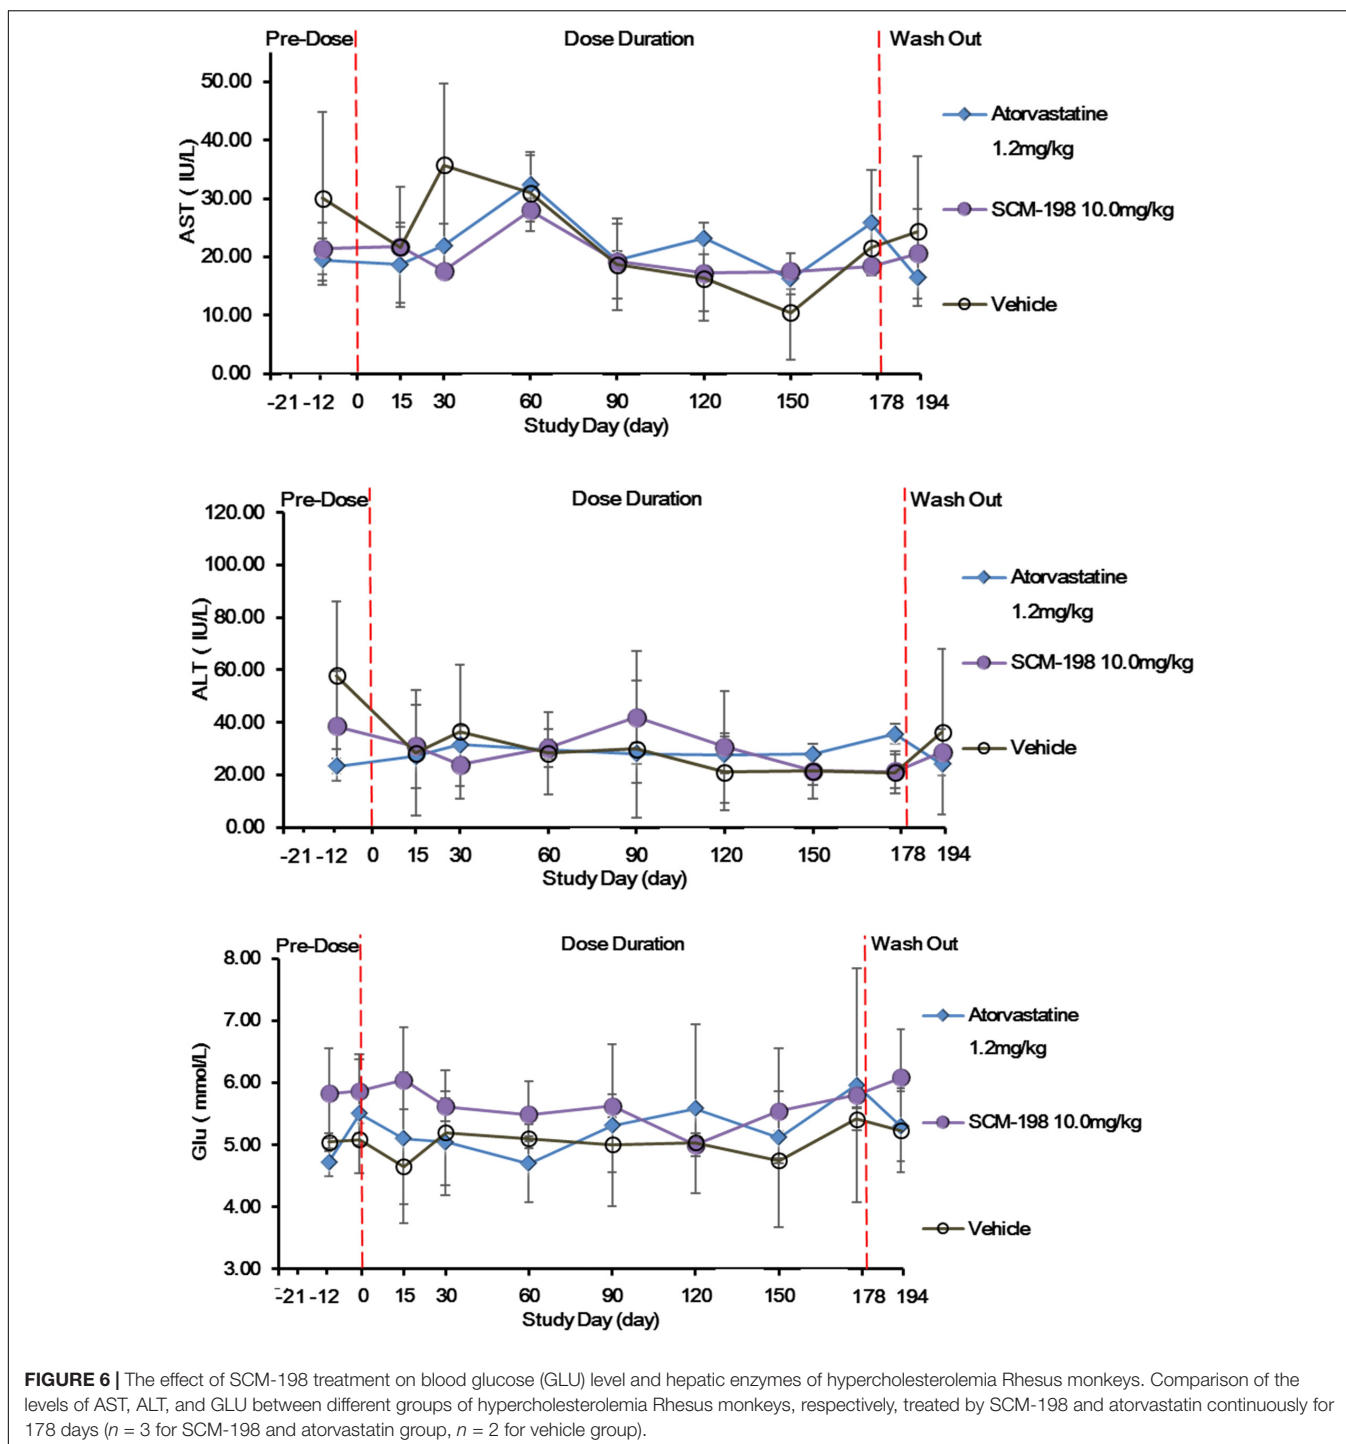 Pre-Dose Dose Duration Wash Out
50.00
40.00
30.00
20.00
10.00
0.00
AST ( IU/L)
-21 -12 0 15 30 60 90 120 150 178 194
Study Day (day)
Atorvastatine
1.2mg/kg
SCM-198 10.0mg/kg
Vehicle
Pre-Dose Dose Duration Wash Out
120.00
100.00
80.00
60.00
40.00
20.00
0.00
ALT ( IU/L)
-21 -12 0 15 30 60 90 120 150 178 194
Study Day (day)
Atorvastatine
1.2mg/kg
SCM-198 10.0mg/kg
Vehicle
Pre-Dose Dose Duration Wash Out
8.00
7.00
6.00
5.00
4.00
3.00
Glu ( mmol/L)
-21 -12 0 15 30 60 90 120 150 178 194
Study Day (day)
Atorvastatine
1.2mg/kg
SCM-198 10.0mg/kg
Vehicle
FIGURE 6 | The effect of SCM-198 treatment on blood glucose (GLU) level and hepatic enzymes of hypercholesterolemia Rhesus monkeys. Comparison of the
levels of AST, ALT, and GLU between different groups of hypercholesterolemia Rhesus monkeys, respectively, treated by SCM-198 and atorvastatin continuously for
178 days (n = 3 for SCM-198 and atorvastatin group, n = 2 for vehicle group).